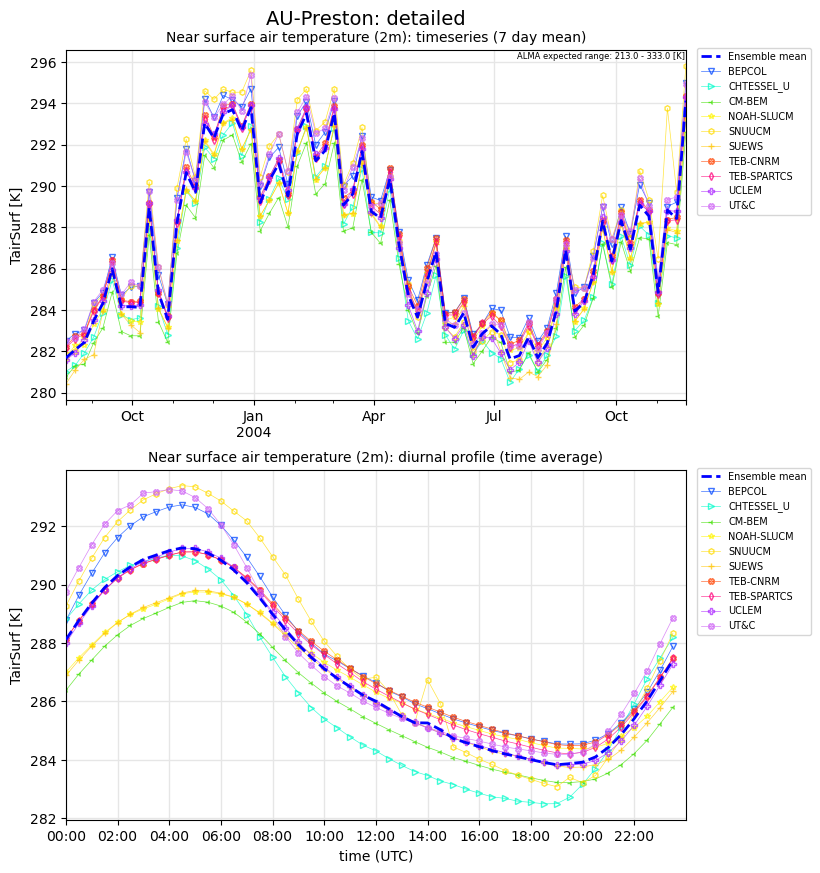 AU-Preston: detailed
Near surface air temperature (2m): timeseries (7 day mean)
ALMA expected range: 213.0 - 333.0 [K]
TairSurf [K]
296
294
292
290
288
286
284
282
280
Oct
Jan
2004
Apr
Jul
Oct
Ensemble mean
BEPCOL
CHTESSEL_U
CM-BEM
NOAH-SLUCM
SNUUCM
SUEWS
TEB-CNRM
TEB-SPARTCS
UCLEM
UT&C
Near surface air temperature (2m): diurnal profile (time average)
TairSurf [K]
292
290
288
286
284
282
00:00
02:00
04:00
06:00
08:00
10:00
12:00
14:00
16:00
18:00
20:00
22:00
time (UTC)
Ensemble mean
BEPCOL
CHTESSEL_U
CM-BEM
NOAH-SLUCM
SNUUCM
SUEWS
TEB-CNRM
TEB-SPARTCS
UCLEM
UT&C